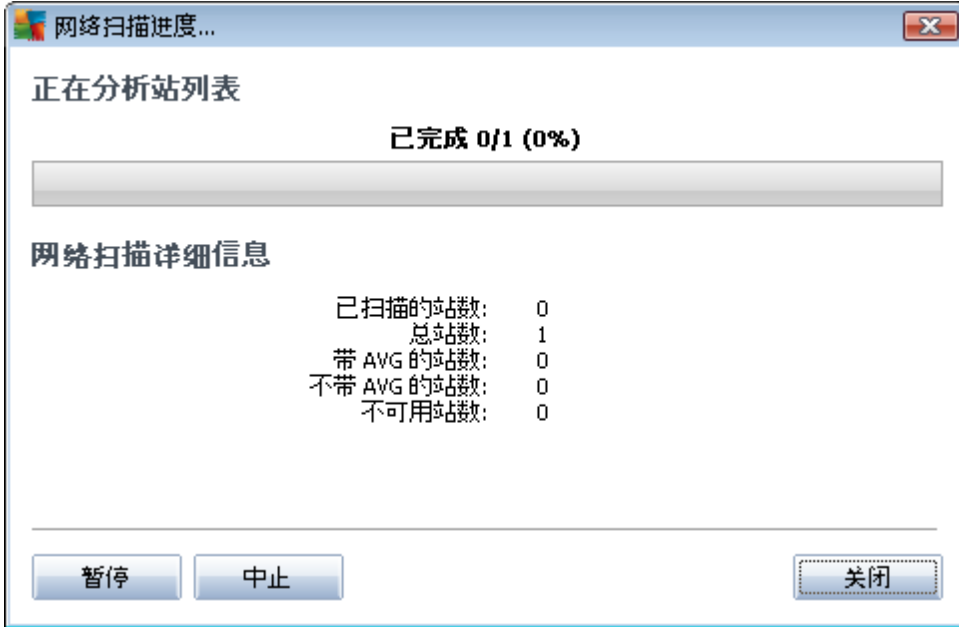 网络扫描进度...
正在分析站列表
已完成 0/1 (0%)
网络扫描详细信息
已扫描的站数: 0
总站数: 1
带 AVG 的站数: 0
不带 AVG 的站数: 0
不可用站数: 0
暂停 中止 关闭